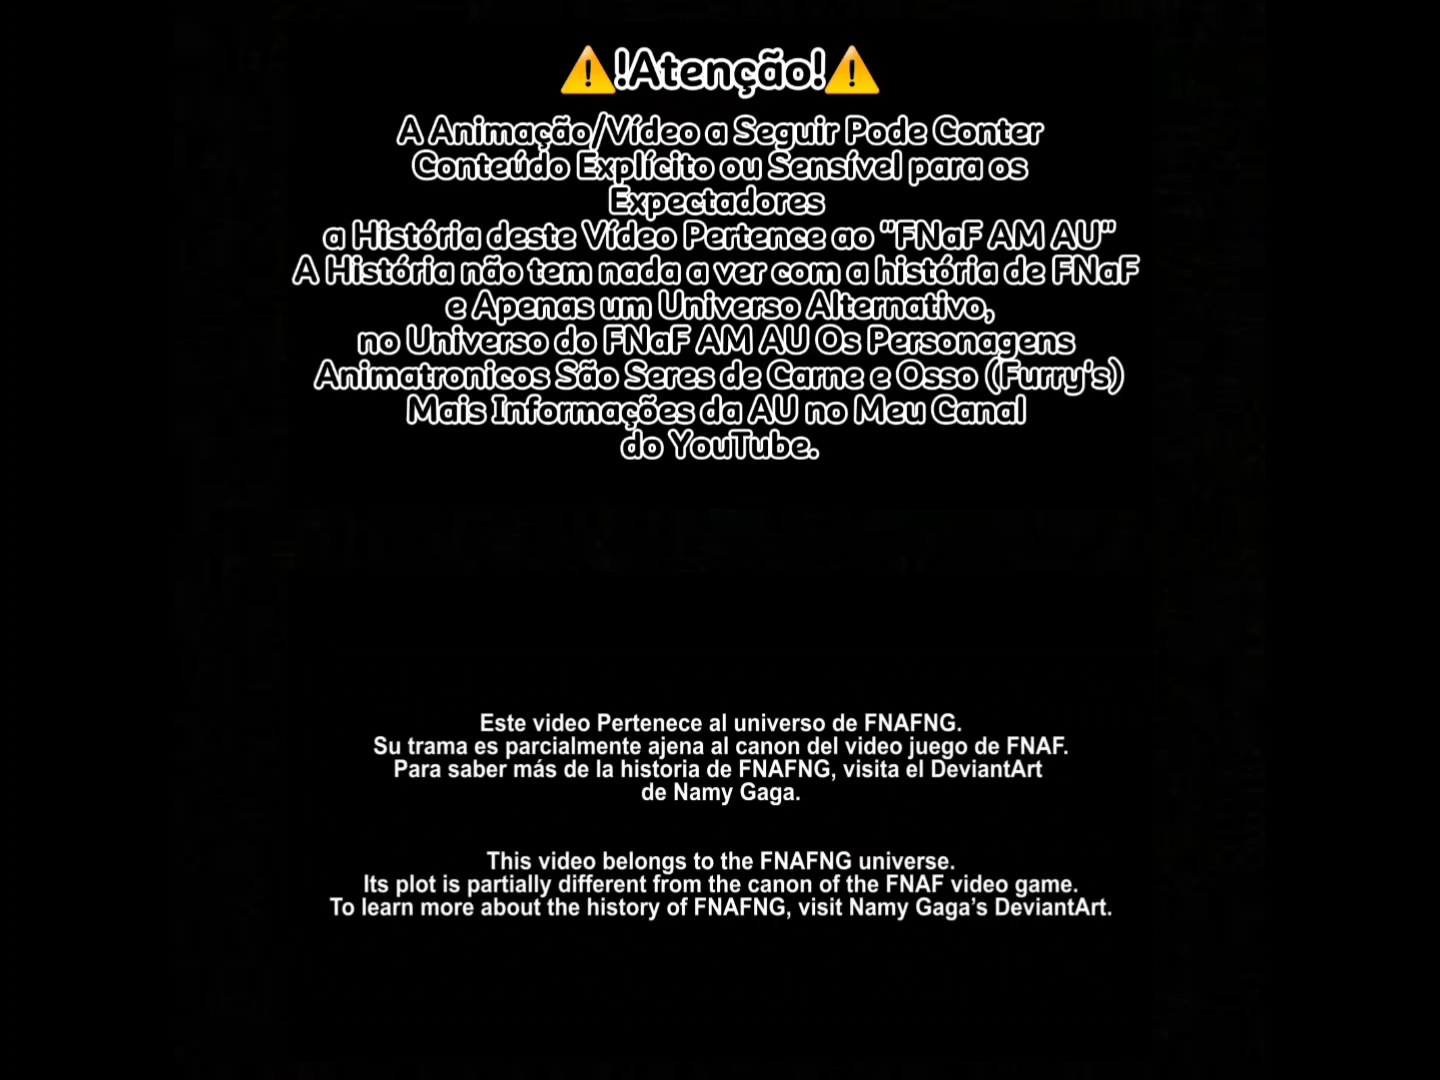 ⚠️!Atenção!⚠️
A Animação/Vídeo a Seguir Pode Conter
Conteúdo Explícito ou Sensível para os
Expectadores
a História deste Vídeo Pertence ao "FNaF AM AU"
A História não tem nada a ver com a história de FNaF
e Apenas um Universo Alternativo,
no Universo do FNaF AM AU Os Personagens
Animatronicos São Seres de Carne e Osso (Furry's)
Mais Informações da AU no Meu Canal
do YouTube.
Este video Pertenece al universo de FNAFNG.
Su trama es parcialmente ajena al canon del video juego de FNAF.
Para saber más de la historia de FNAFNG, visita el DeviantArt
de Namy Gaga.
This video belongs to the FNAFNG universe.
Its plot is partially different from the canon of the FNAF video game.
To learn more about the history of FNAFNG, visit Namy Gaga’s DeviantArt.